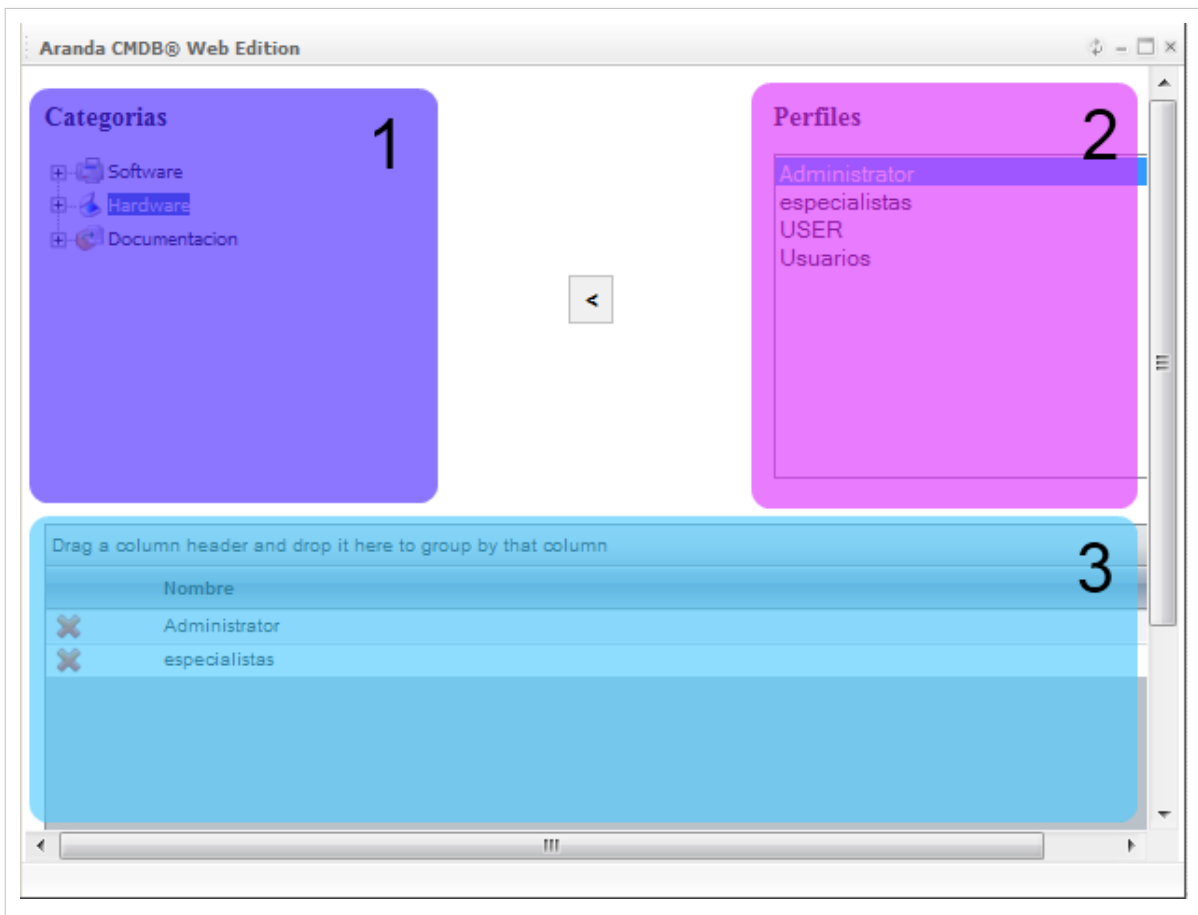 Aranda CMDB® Web Edition
Categorias
1
Software
Hardware
Documentacion
<
Perfiles
2
Administrator
especialistas
USER
Usuarios
Drag a column header and drop it here to group by that column
3
Nombre
Administrator
especialistas